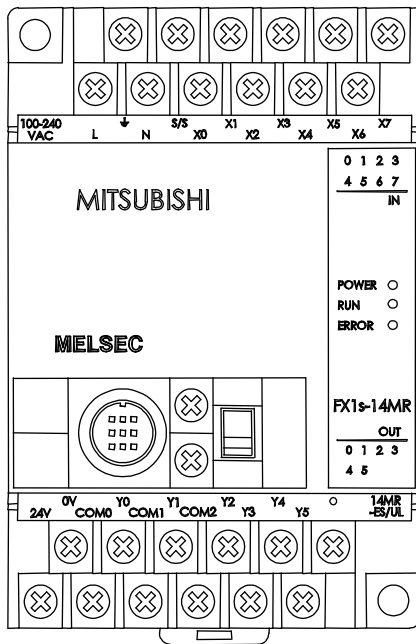 100-240 ⏚ S/S X1 X3 X5 X7
VAC L N X0 X2 X4 X6
0 1 2 3
4 5 6 7
IN
MITSUBISHI
POWER
RUN
ERROR
MELSEC
FX1s-14MR
OUT
0 1 2 3
4 5
0V Y0 Y1 Y2 Y4 14MR
24V COM0 COM1 COM2 Y3 Y5 -ES/UL